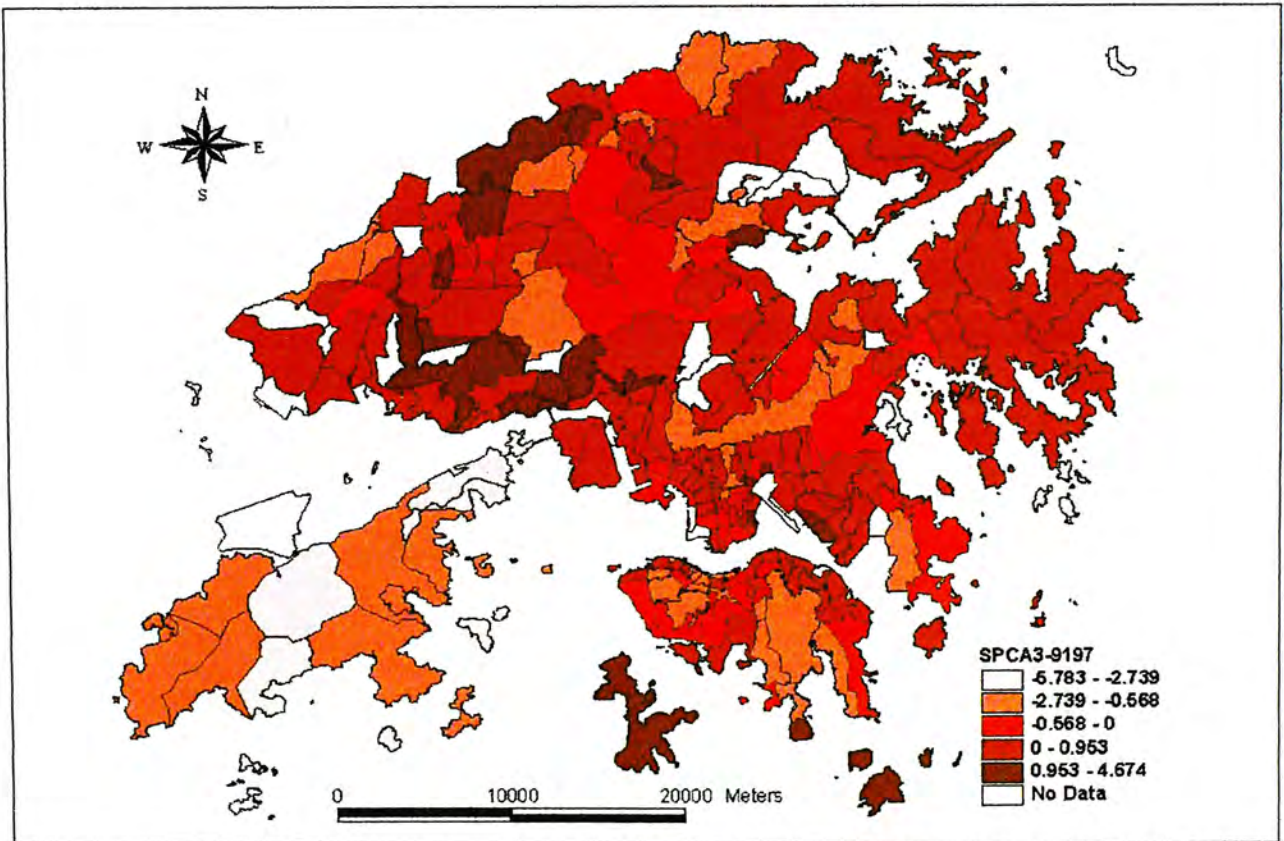 N
W E
S
SPCA3-9197
-6.783 - -2.739
-2.739 - -0.568
-0.568 - 0
0 - 0.953
0.953 - 4.674
No Data
0 10000 20000 Meters